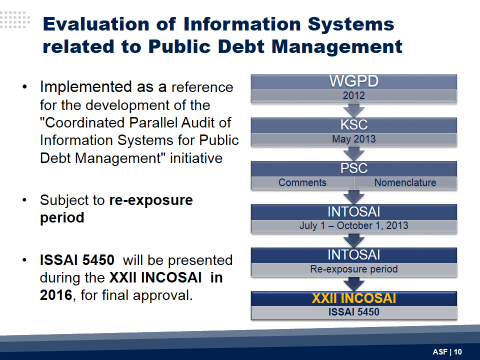 Evaluation of Information Systems
related to Public Debt Management
• Implemented as a reference
for the development of the
"Coordinated Parallel Audit of
Information Systems for Public
Debt Management" initiative
• Subject to re-exposure
period
• ISSAI 5450 will be presented
during the XXII INCOSAI in
2016, for final approval.
WGPD
2012
KSC
May 2013
PSC
Comments Nomenclature
INTOSAI
July 1 – October 1, 2013
INTOSAI
Re-exposure period
XXII INCOSAI
ISSAI 5450
ASF | 10